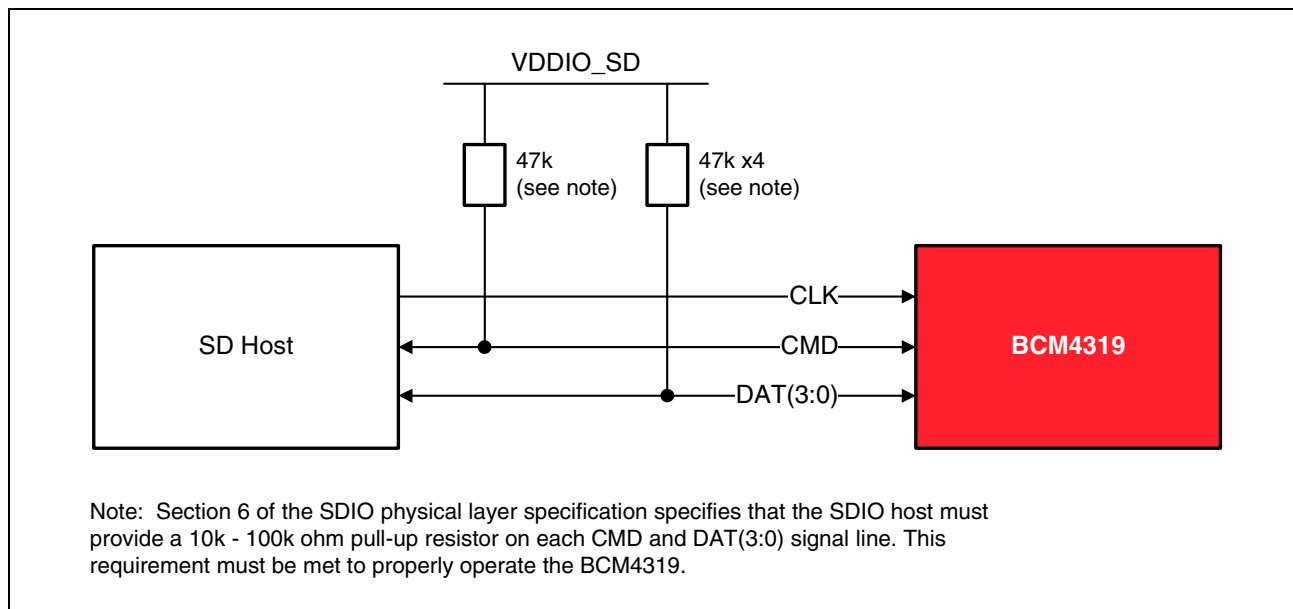 VDDIO_SD
47k
(see note)
47k x4
(see note)
CLK
SD Host
CMD
BCM4319
DAT(3:0)
Note: Section 6 of the SDIO physical layer specification specifies that the SDIO host must
provide a 10k - 100k ohm pull-up resistor on each CMD and DAT(3:0) signal line. This
requirement must be met to properly operate the BCM4319.